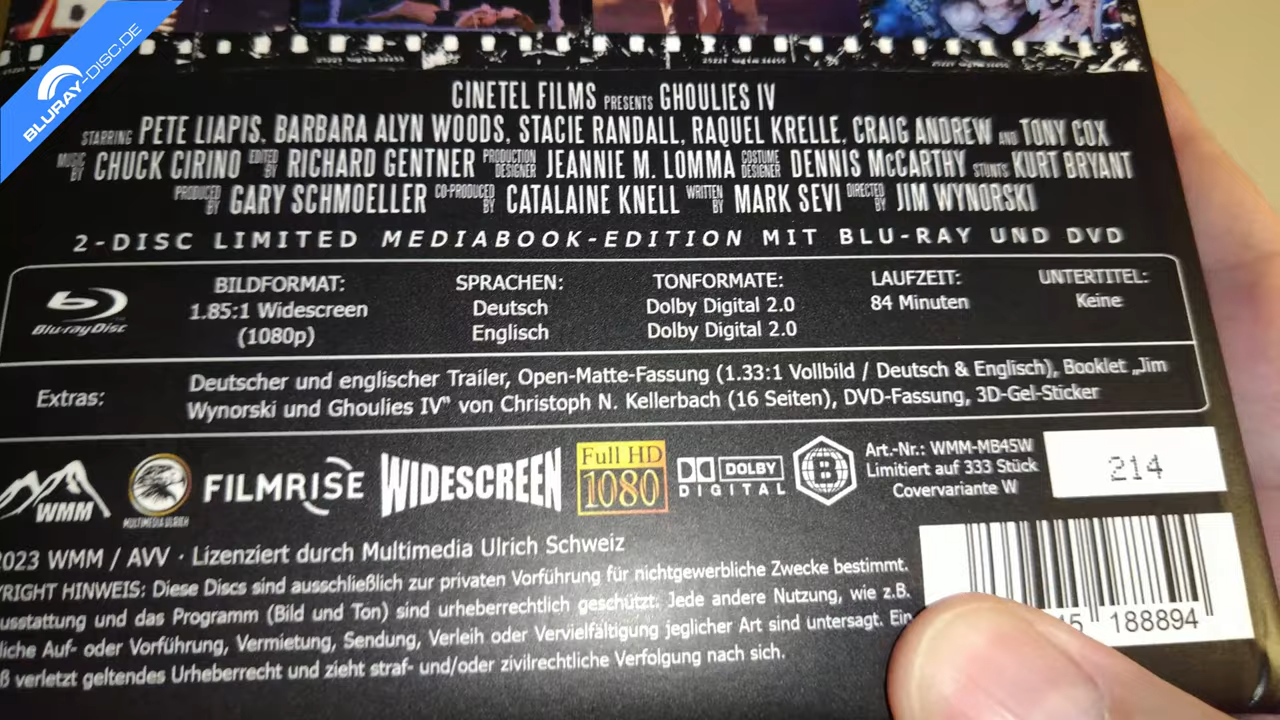 BLURAY-DISC.DE
CINETEL FILMS PRESENTS GHOULIES IV
STARRING PETE LIAPIS, BARBARA ALYN WOODS, STACIE RANDALL, RAQUEL KRELLE, CRAIG ANDREW AND TONY COX
MUSIC BY CHUCK CIRINO EDITED BY RICHARD GENTNER PRODUCTION DESIGNER JEANNIE M. LOMMA COSTUME DESIGNER DENNIS McCARTHY STUNTS KURT BRYANT
PRODUCED BY GARY SCHMOELLER CO-PRODUCED BY CATALAINE KNELL WRITTEN BY MARK SEVI DIRECTED BY JIM WYNORSKI
2-DISC LIMITED MEDIABOOK-EDITION MIT BLU-RAY UND DVD
BILDFORMAT: SPRACHEN: TONFORMATE: LAUFZEIT: UNTERTITEL:
1.85:1 Widescreen Deutsch Dolby Digital 2.0 84 Minuten Keine
(1080p) Englisch Dolby Digital 2.0
Blu-ray Disc
Extras: Deutscher und englischer Trailer, Open-Matte-Fassung (1.33:1 Vollbild / Deutsch & Englisch), Booklet „Jim
Wynorski und Ghoulies IV" von Christoph N. Kellerbach (16 Seiten), DVD-Fassung, 3D-Gel-Sticker
WMM MULTIMEDIA ULRICH FILMRISE WIDESCREEN Full HD 1080 DOLBY DIGITAL B
Art.-Nr.: WMM-MB45W
Limitiert auf 333 Stück
Covervariante W
214
2023 WMM / AVV · Lizenziert durch Multimedia Ulrich Schweiz
RIGHT HINWEIS: Diese Discs sind ausschließlich zur privaten Vorführung für nichtgewerbliche Zwecke bestimmt.
usstattung und das Programm (Bild und Ton) sind urheberrechtlich geschützt. Jede andere Nutzung, wie z.B.
liche Auf- oder Vorführung, Vermietung, Sendung, Verleih oder Vervielfältigung jeglicher Art sind untersagt. Ein
ß verletzt geltendes Urheberrecht und zieht straf- und/oder zivilrechtliche Verfolgung nach sich.
188894